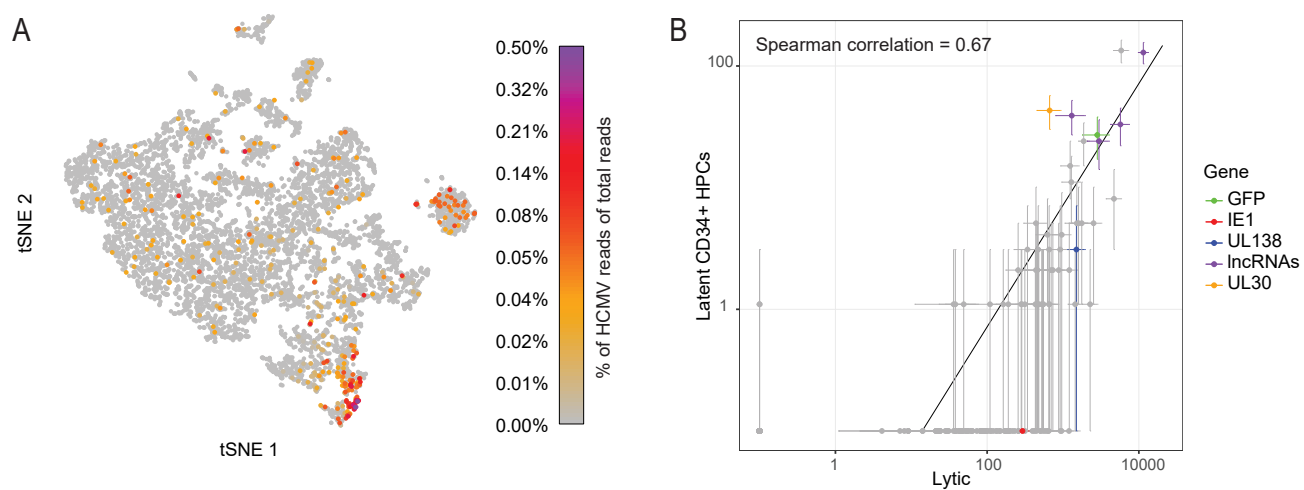 A
0.50%
0.32%
0.21%
0.14%
0.08%
0.05%
0.04%
0.02%
0.01%
0.00%
% of HCMV reads of total reads
tSNE 2
tSNE 1
B
Spearman correlation = 0.67
100
1
Latent CD34+ HPCs
1
100
10000
Lytic
Gene
GFP
IE1
UL138
lncRNAs
UL30